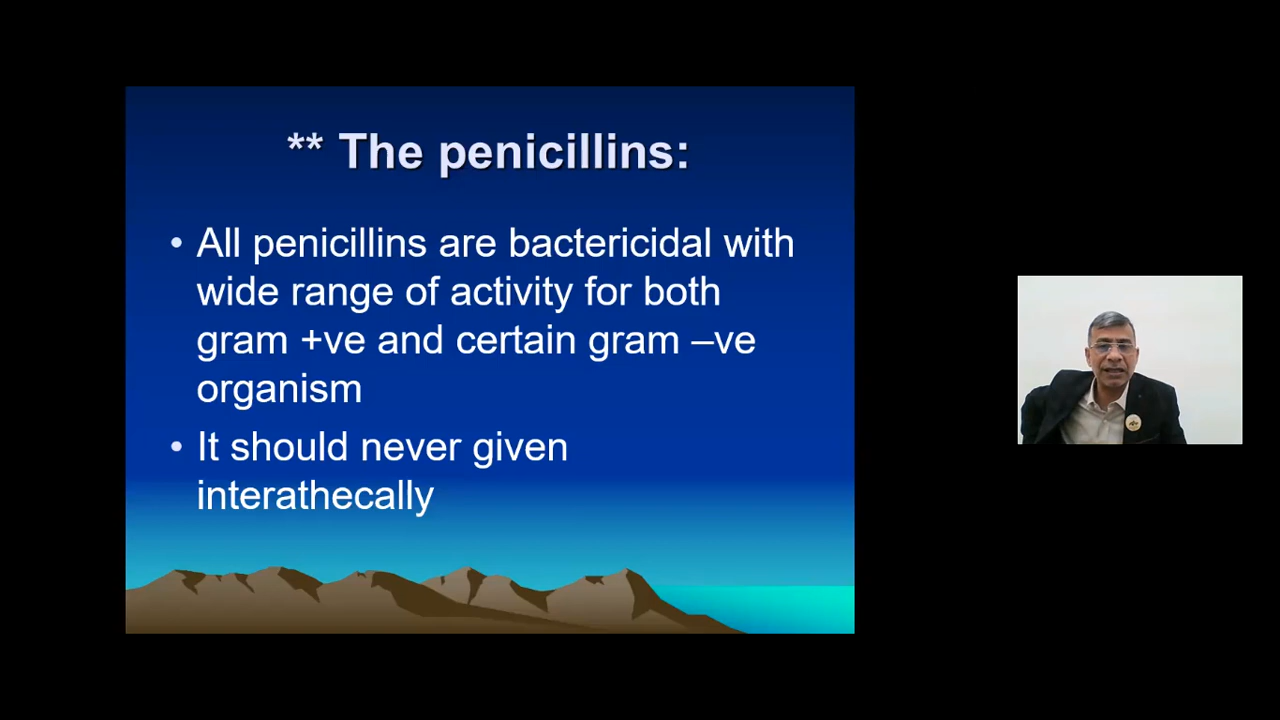 ** The penicillins:
• All penicillins are bactericidal with
wide range of activity for both
gram +ve and certain gram –ve
organism
• It should never given
interathecally